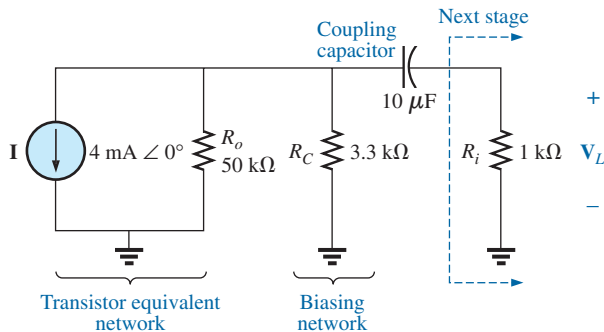 Next stage
Coupling
capacitor
10 μF
+
I
4 mA ∠ 0°
R_o
50 kΩ
R_C
3.3 kΩ
R_i
1 kΩ
V_L
−
Transistor equivalent
network
Biasing
network